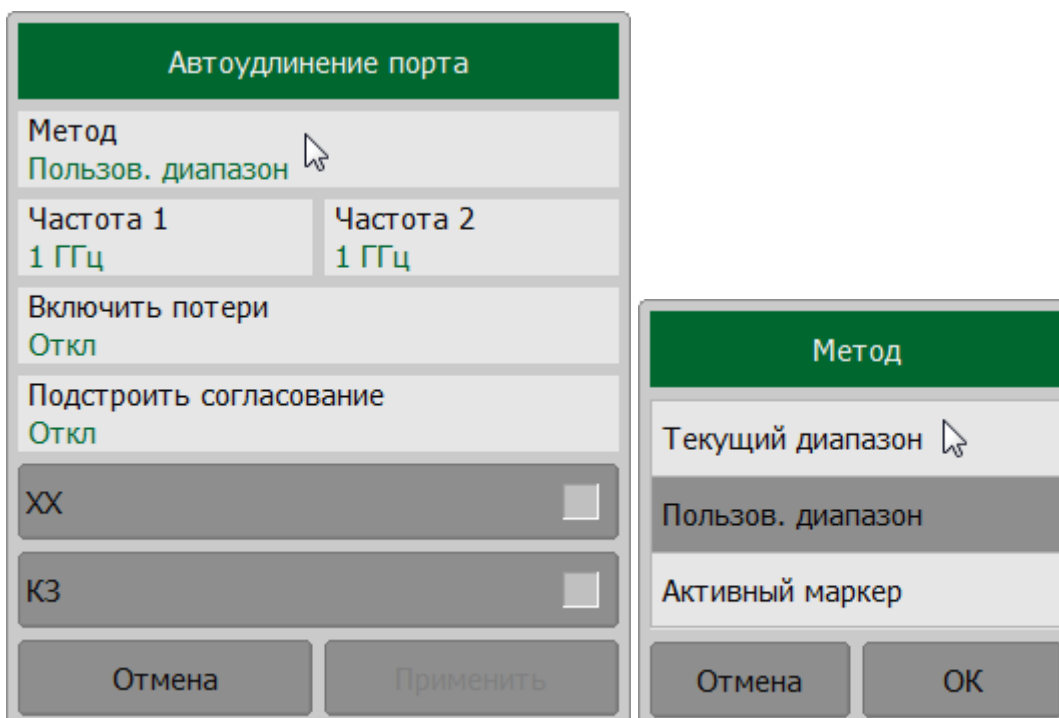 Автоудлинение порта
Метод
Пользов. диапазон
Частота 1
1 ГГц
Частота 2
1 ГГц
Включить потери
Откл
Подстроить согласование
Откл
ХХ
КЗ
Отмена
Применить
Метод
Текущий диапазон
Пользов. диапазон
Активный маркер
Отмена
ОК